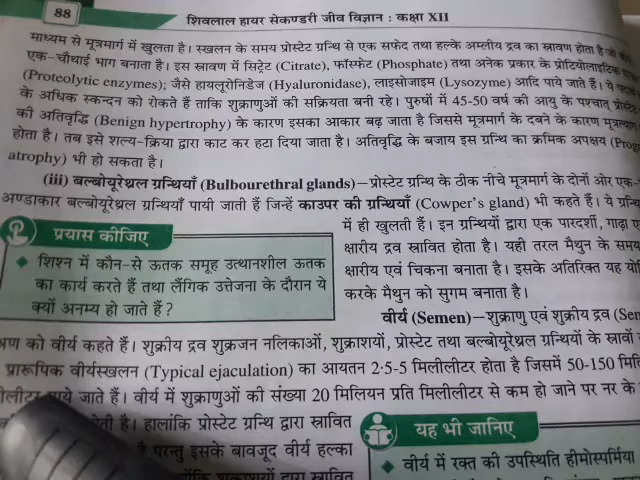 88
शिवलाल हायर सेकण्डरी जीव विज्ञान : कक्षा XII
माध्यम से मूत्रमार्ग में खुलता है। स्खलन के समय प्रोस्टेट ग्रन्थि से एक सफेद तथा हल्के अम्लीय द्रव का स्रावण होता है जो
एक-चौथाई भाग बनाता है। इस स्रावण में सिट्रेट (Citrate), फॉस्फेट (Phosphate) तथा अनेक प्रकार के प्रोटियोलाइटिक
(Proteolytic enzymes); जैसे हायलूरोनिडेज (Hyaluronidase), लाइसोजाइम (Lysozyme) आदि पाये जाते हैं। ये
के अधिक स्कन्दन को रोकते हैं ताकि शुक्राणुओं की सक्रियता बनी रहे। पुरुषों में 45-50 वर्ष की आयु के पश्चात् प्रोस्टेट
की अतिवृद्धि (Benign hypertrophy) के कारण इसका आकार बढ़ जाता है जिससे मूत्रमार्ग के दबने के कारण
होता है। तब इसे शल्य-क्रिया द्वारा काट कर हटा दिया जाता है। अतिवृद्धि के बजाय इस ग्रन्थि का क्रमिक अपक्षय
atrophy) भी हो सकता है।
(iii) बल्बोयूरेथ्रल ग्रन्थियाँ (Bulbourethral glands)—प्रोस्टेट ग्रन्थि के ठीक नीचे मूत्रमार्ग के दोनों ओर एक-
अण्डाकार बल्बोयूरेथ्रल ग्रन्थियाँ पायी जाती हैं जिन्हें काउपर की ग्रन्थियाँ (Cowper's gland) भी कहते हैं। ये
में ही खुलती हैं। इन ग्रन्थियों द्वारा एक पारदर्शी, गाढ़ा
क्षारीय द्रव स्रावित होता है। यही तरल मैथुन के समय
क्षारीय एवं चिकना बनाता है। इसके अतिरिक्त यह
करके मैथुन को सुगम बनाता है।
प्रयास कीजिए
◆ शिश्न में कौन-से ऊतक समूह उत्थानशील ऊतक
का कार्य करते हैं तथा लैंगिक उत्तेजना के दौरान ये
क्यों अनम्य हो जाते हैं ?
वीर्य (Semen)—शुक्राणु एवं शुक्रीय द्रव
को वीर्य कहते हैं। शुक्रीय द्रव शुक्रजनन नलिकाओं, शुक्राशयों, प्रोस्टेट तथा बल्बोयूरेथ्रल ग्रन्थियों के स्रावों
प्रारूपिक वीर्यस्खलन (Typical ejaculation) का आयतन 2·5-5 मिलीलीटर होता है जिसमें 50-150
पाये जाते हैं। वीर्य में शुक्राणुओं की संख्या 20 मिलियन प्रति मिलीलीटर से कम हो जाने पर नर के
होती है। हालांकि प्रोस्टेट ग्रन्थि द्वारा स्रावित
है परन्तु इसके बावजूद वीर्य हल्का
शुक्राशयों द्वारा स्रावित
यह भी जानिए
◆ वीर्य में रक्त की उपस्थिति हीमोस्पर्मिया